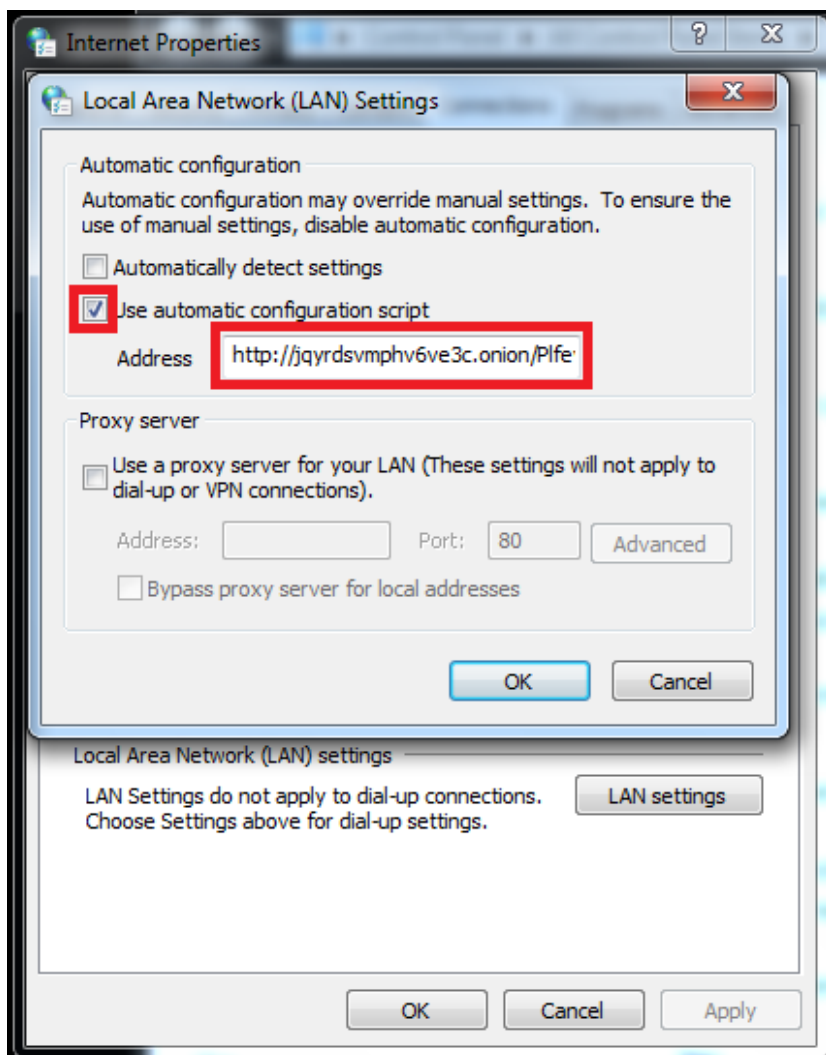 Internet Properties
Local Area Network (LAN) Settings
Automatic configuration
Automatic configuration may override manual settings. To ensure the
use of manual settings, disable automatic configuration.
Automatically detect settings
Use automatic configuration script
Address http://jqyrdsvmphv6ve3c.onion/Plfe
Proxy server
Use a proxy server for your LAN (These settings will not apply to
dial-up or VPN connections).
Address: Port: 80 Advanced
Bypass proxy server for local addresses
OK Cancel
Local Area Network (LAN) settings
LAN Settings do not apply to dial-up connections.
Choose Settings above for dial-up settings.
LAN settings
OK Cancel Apply